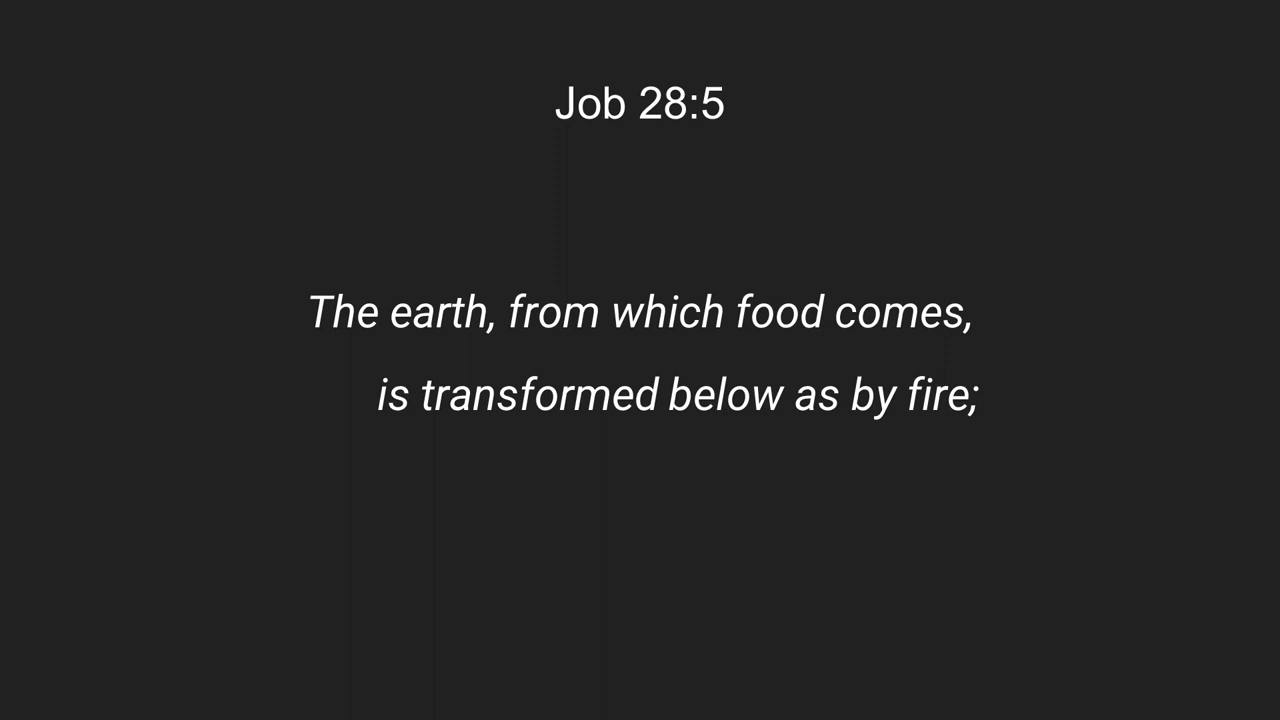 Job 28:5
The earth, from which food comes,
is transformed below as by fire;